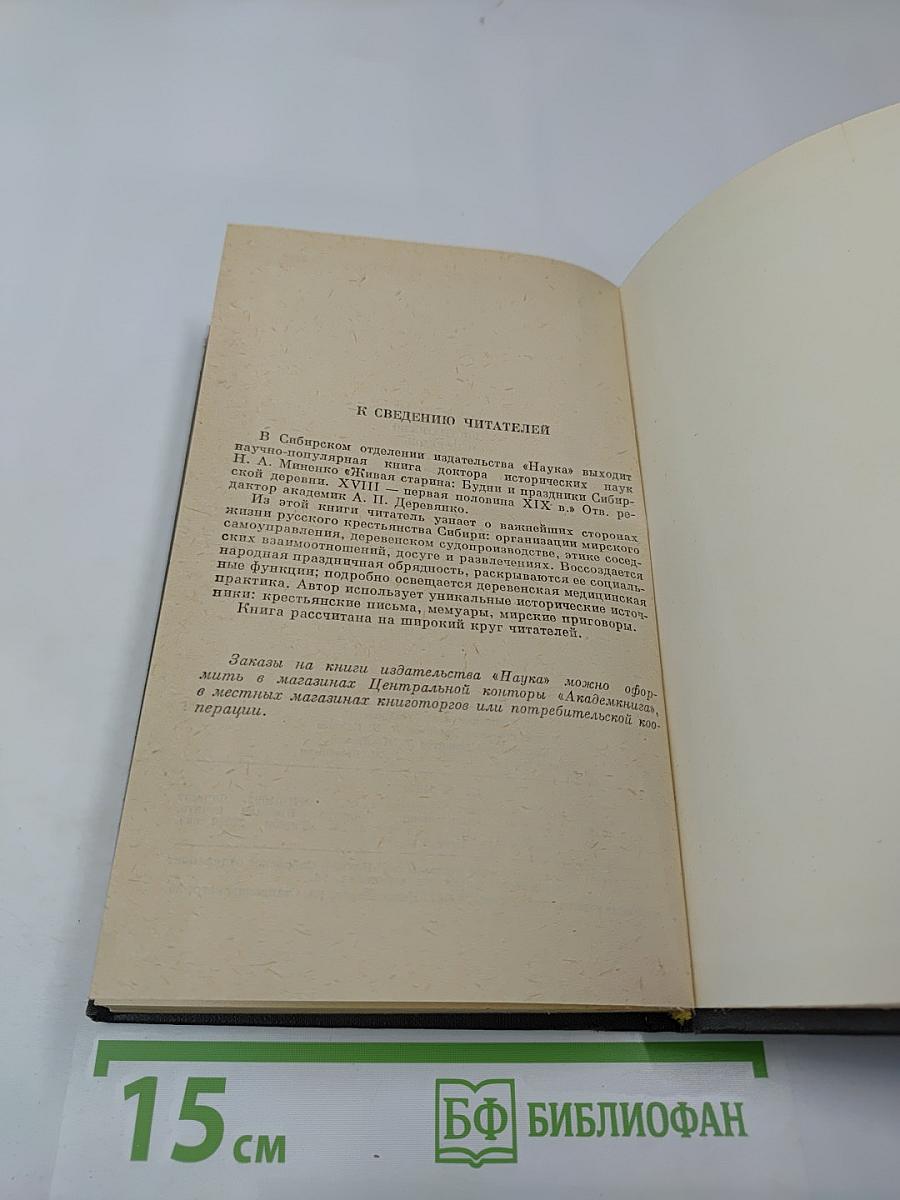 К СВЕДЕНИЮ ЧИТАТЕЛЕЙ
В Сибирском отделении издательства «Наука» выходит
научно-популярная книга доктора исторических наук
Н. А. Миненко «Живая старина: Будни и праздники Сибир-
ской деревни. XVIII — первая половина XIX в.» Отв. ре-
дактор академик А. П. Деревянко.
Из этой книги читатель узнает о важнейших сторонах
жизни русского крестьянства Сибири: организации мирского
самоуправления, деревенском судопроизводстве, этике сосед-
ских взаимоотношений, досуге и развлечениях. Воссоздается
народная праздничная обрядность, раскрываются ее социаль-
ные функции; подробно освещается деревенская медицинская
практика. Автор использует уникальные исторические источ-
ники: крестьянские письма, мемуары, мирские приговоры.
Книга рассчитана на широкий круг читателей.
Заказы на книги издательства «Наука» можно офор-
мить в магазинах Центральной конторы «Академкнига»,
в местных магазинах книготоргов или потребительской коо-
перации.
15 см
БФ БИБЛИОФАН